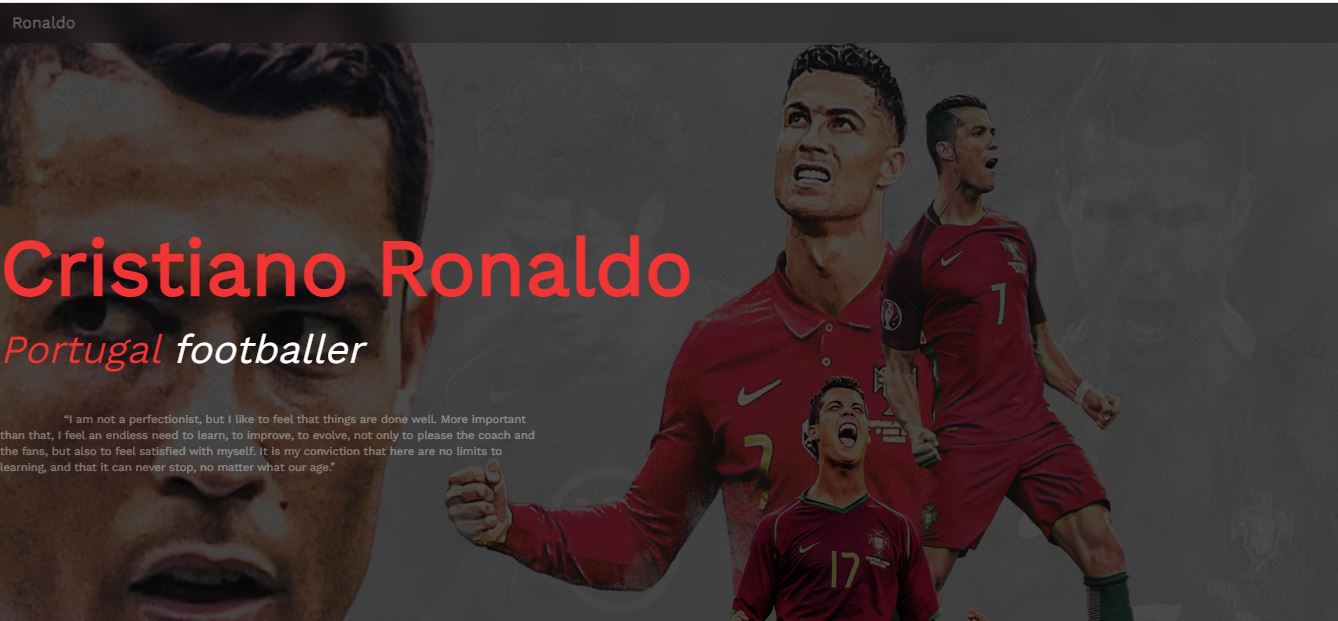 Ronaldo
Cristiano Ronaldo
Portugal footballer
“I am not a perfectionist, but I like to feel that things are done well. More important
than that, I feel an endless need to learn, to improve, to evolve, not only to please the coach and
the fans, but also to feel satisfied with myself. It is my conviction that here are no limits to
learning, and that it can never stop, no matter what our age.”
7
7
17